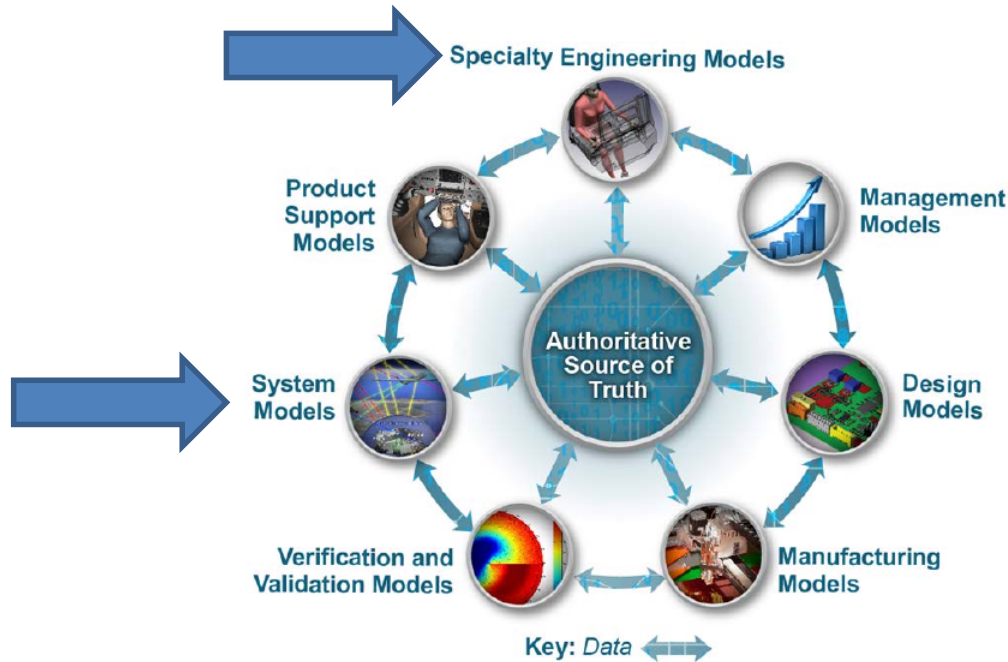 Specialty Engineering Models
Product
Support
Models
Management
Models
Authoritative
Source of
Truth
System
Models
Design
Models
Verification and
Validation Models
Manufacturing
Models
Key: Data